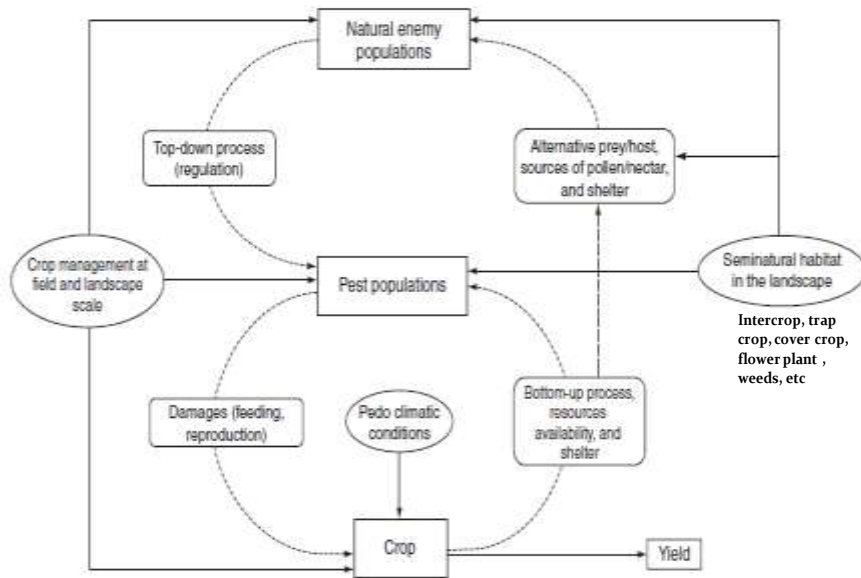 Natural enemy
populations
Top-down process
(regulation)
Alternative prey/host,
sources of pollen/nectar,
and shelter
Crop management at
field and landscape
scale
Pest populations
Seminatural habitat
in the landscape
Intercrop, trap
crop, cover crop,
flower plant ,
weeds, etc
Damages (feeding,
reproduction)
Pedo climatic
conditions
Bottom-up process,
resources
availability, and
shelter
Crop
Yield